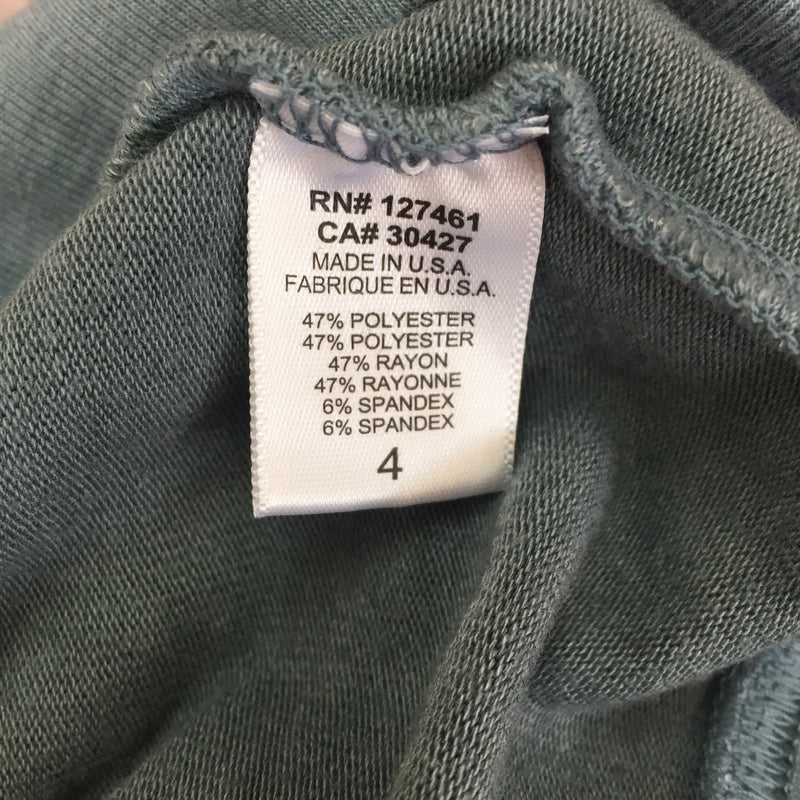 RN# 127461
CA# 30427
MADE IN U.S.A.
FABRIQUE EN U.S.A.
47% POLYESTER
47% POLYESTER
47% RAYON
47% RAYONNE
6% SPANDEX
6% SPANDEX
4